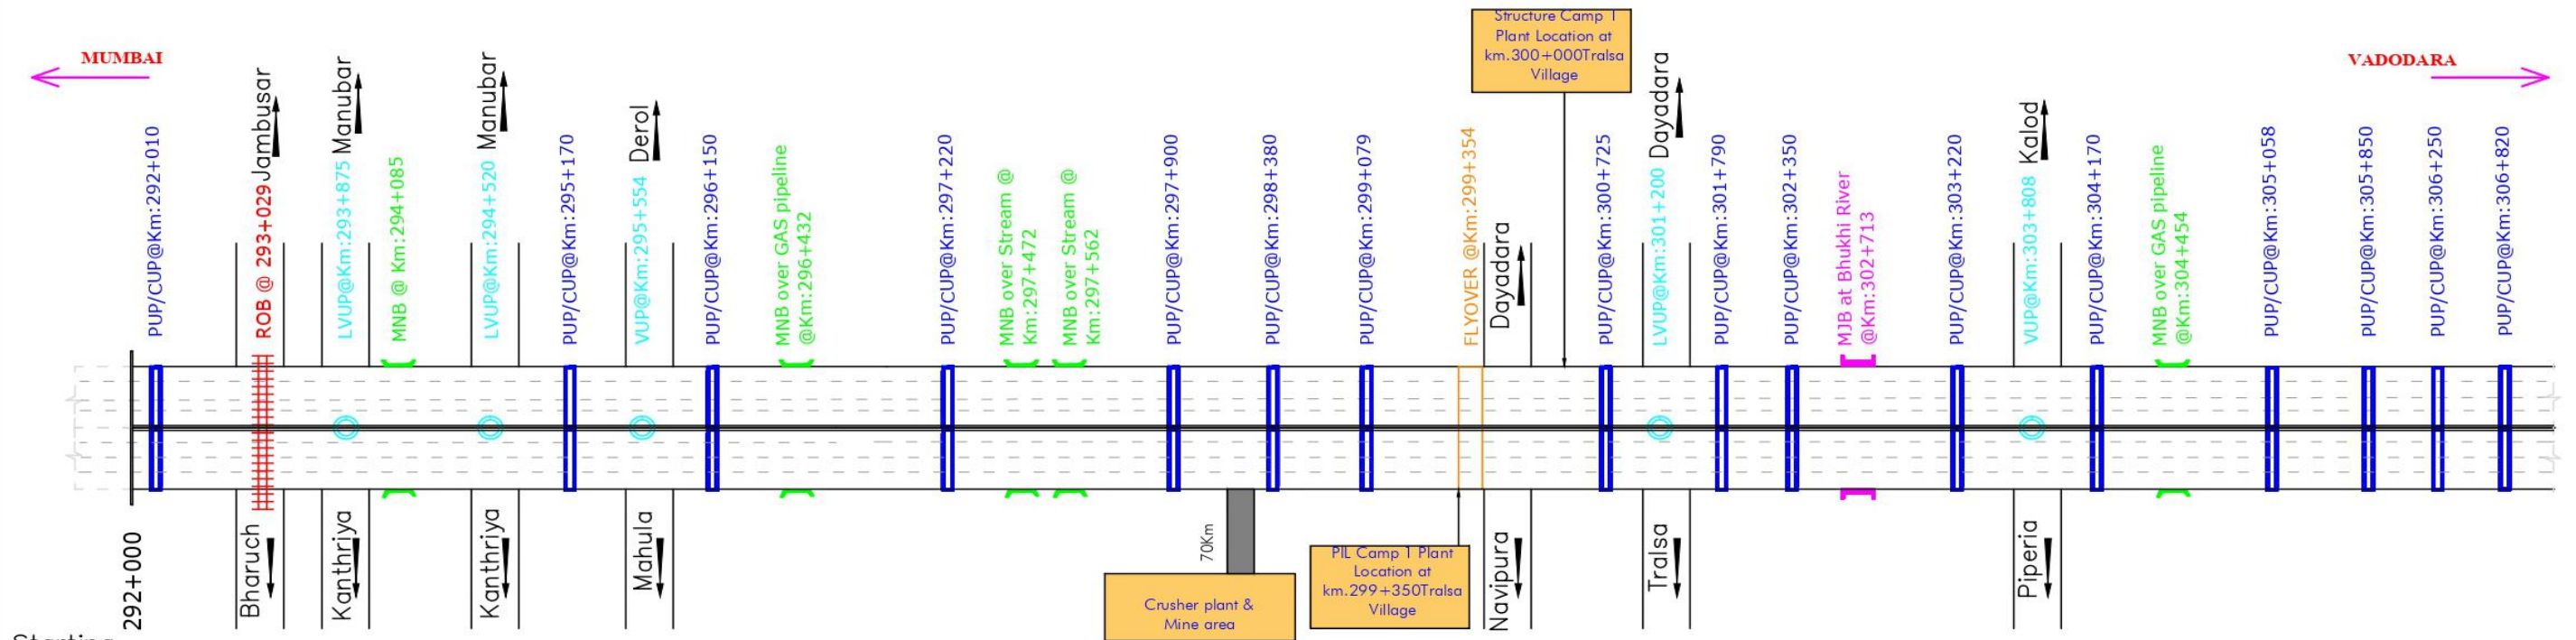 MUMBAI
VADODARA
Structure Camp 1
Plant Location at
km.300+000Tralsa
Village
PUP/CUP@Km:292+010
ROB @ 293+029
Jambusar
LVUP@Km:293+875
Manubar
MNB @ Km:294+085
LVUP@Km:294+520
Manubar
PUP/CUP@Km:295+170
VUP@Km:295+554
Derol
PUP/CUP@Km:296+150
MNB over GAS pipeline
@Km:296+432
PUP/CUP@Km:297+220
MNB over Stream @
Km:297+472
MNB over Stream @
Km:297+562
PUP/CUP@Km:297+900
PUP/CUP@Km:298+380
PUP/CUP@Km:299+079
FLYOVER @Km:299+354
Dayadara
PUP/CUP@Km:300+725
LVUP@Km:301+200
Dayadara
PUP/CUP@Km:301+790
PUP/CUP@Km:302+350
MJB at Bhukhi River
@Km:302+713
PUP/CUP@Km:303+220
VUP@Km:303+808
Kalod
PUP/CUP@Km:304+170
MNB over GAS pipeline
@Km:304+454
PUP/CUP@Km:305+058
PUP/CUP@Km:305+850
PUP/CUP@Km:306+250
PUP/CUP@Km:306+820
292+000
Bharuch
Kanthriya
Kanthriya
Mahula
70Km
Crusher plant &
Mine area
PIL Camp 1 Plant
Location at
km.299+350Tralsa
Village
Navipura
Tralsa
Piperia
Starting